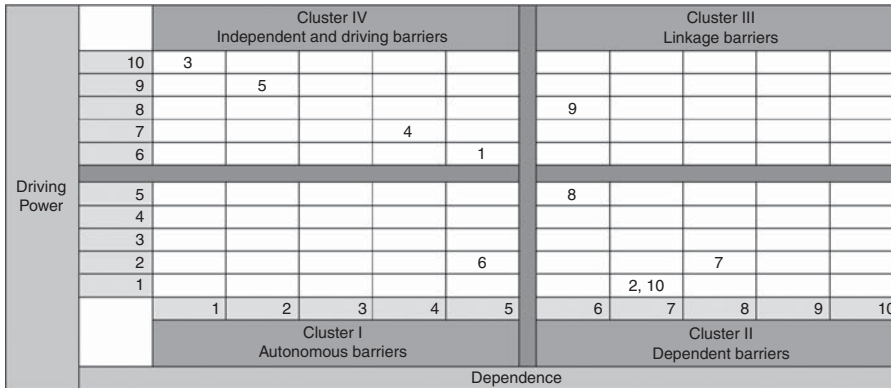 Cluster IV
Independent and driving barriers
Cluster III
Linkage barriers
10 3
9 5
8 9
7 4
6 1
Driving
Power
5 8
4
3
2 6 7
1 2, 10
1 2 3 4 5 6 7 8 9 10
Cluster I
Autonomous barriers
Cluster II
Dependent barriers
Dependence